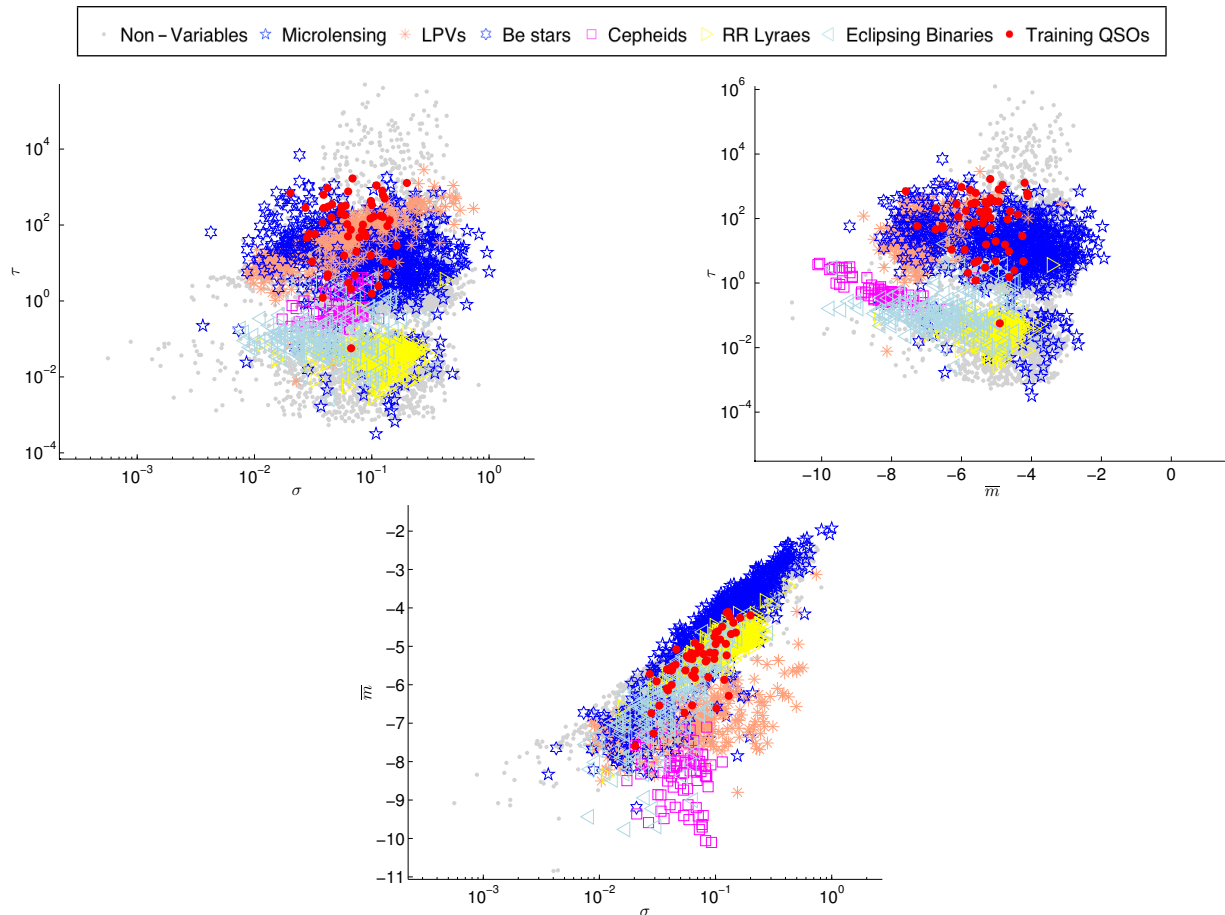 Non − Variables Microlensing LPVs Be stars Cepheids RR Lyraes Eclipsing Binaries Training QSOs
10^4
10^2
10^0
10^−2
10^−4
τ
10^−3 10^−2 10^−1 10^0
σ
10^6
10^4
10^2
10^0
10^−2
10^−4
τ
−10 −8 −6 −4 −2 0
m̅
−2
−3
−4
−5
−6
−7
−8
−9
−10
−11
m̅
10^−3 10^−2 10^−1 10^0
σ